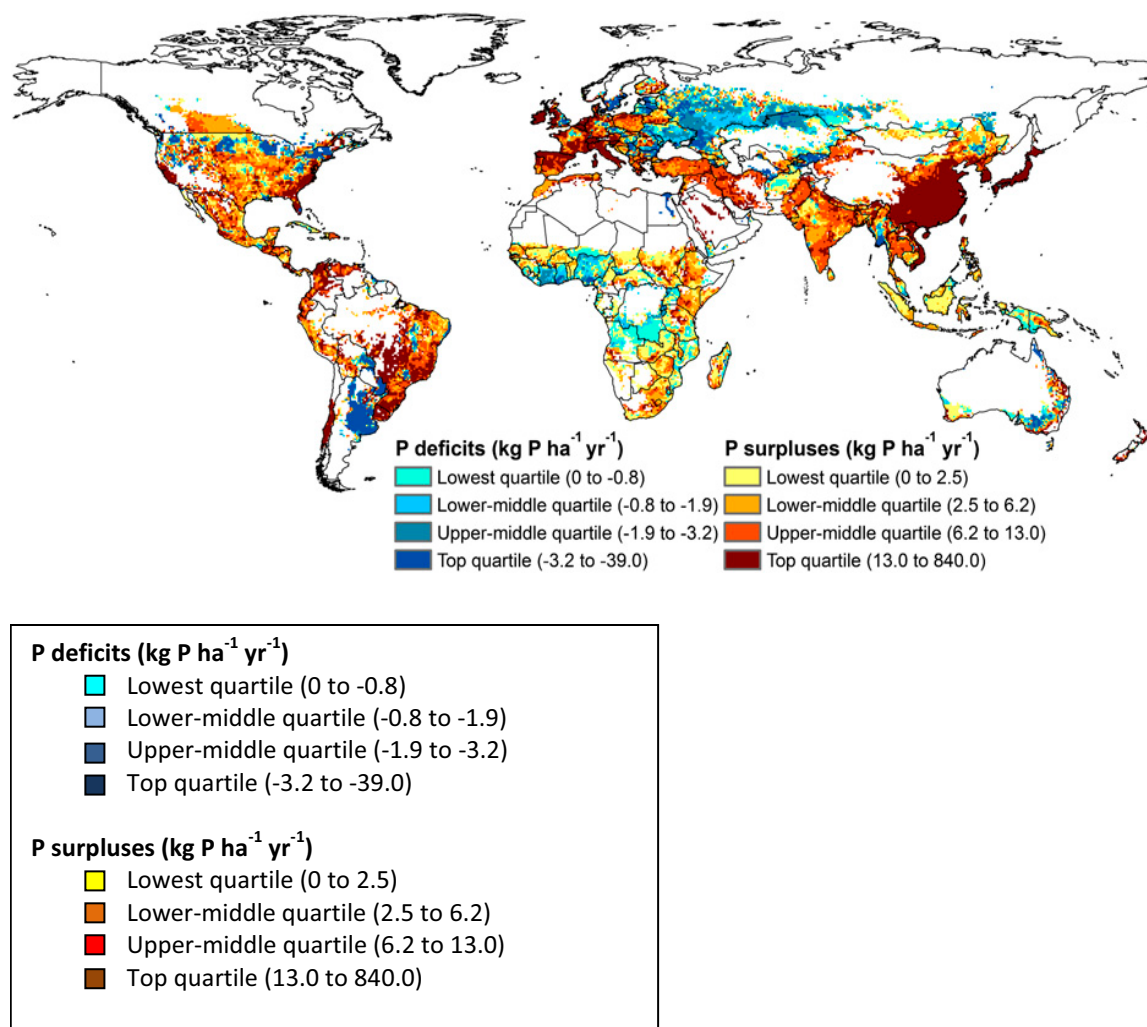 P deficits (kg P ha⁻¹ yr⁻¹)
Lowest quartile (0 to -0.8)
Lower-middle quartile (-0.8 to -1.9)
Upper-middle quartile (-1.9 to -3.2)
Top quartile (-3.2 to -39.0)
P surpluses (kg P ha⁻¹ yr⁻¹)
Lowest quartile (0 to 2.5)
Lower-middle quartile (2.5 to 6.2)
Upper-middle quartile (6.2 to 13.0)
Top quartile (13.0 to 840.0)
P deficits (kg P ha⁻¹ yr⁻¹)
Lowest quartile (0 to -0.8)
Lower-middle quartile (-0.8 to -1.9)
Upper-middle quartile (-1.9 to -3.2)
Top quartile (-3.2 to -39.0)
P surpluses (kg P ha⁻¹ yr⁻¹)
Lowest quartile (0 to 2.5)
Lower-middle quartile (2.5 to 6.2)
Upper-middle quartile (6.2 to 13.0)
Top quartile (13.0 to 840.0)